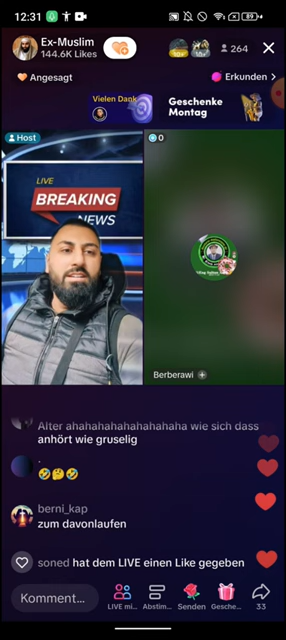 12:31
89
Ex-Muslim
144.6K Likes
10+
264
Angesagt
Erkunden
Vielen Dank
Geschenke
Montag
Host
0
LIVE
BREAKING
NEWS
Berberawi
Alter ahahahahahahahahaha wie sich dass
anhört wie gruselig
.
🤣🤔🤣
berni_kap
zum davonlaufen
soned hat dem LIVE einen Like gegeben
Komment...
LIVE mi...
Abstim...
Senden
Gesche...
33